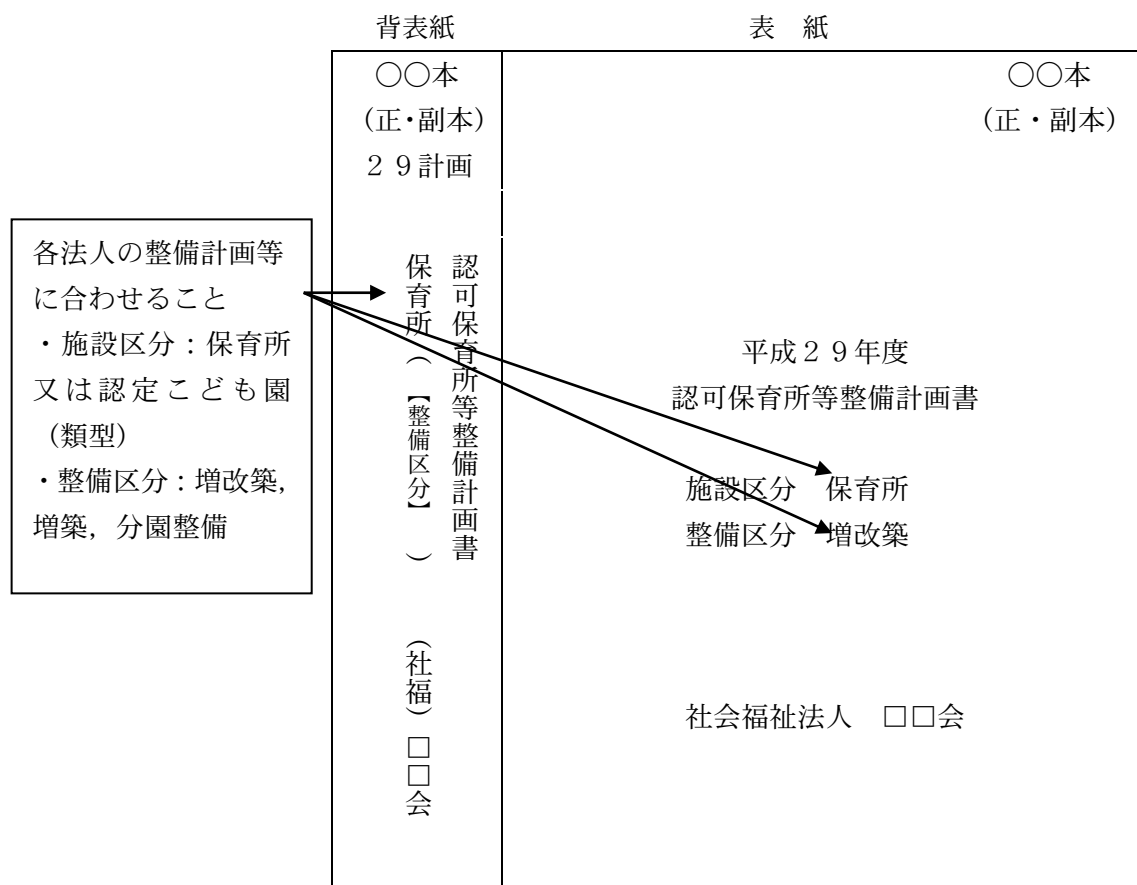 背表紙
表　紙
○○本
（正・副本）
２９計画
認可保育所等整備計画書
保育所（【整備区分】　）
（社福）□□会
○○本
（正・副本）
平成２９年度
認可保育所等整備計画書
施設区分　保育所
整備区分　増改築
社会福祉法人　□□会
各法人の整備計画等
に合わせること
・施設区分：保育所
又は認定こども園
（類型）
・整備区分：増改築，
増築，分園整備